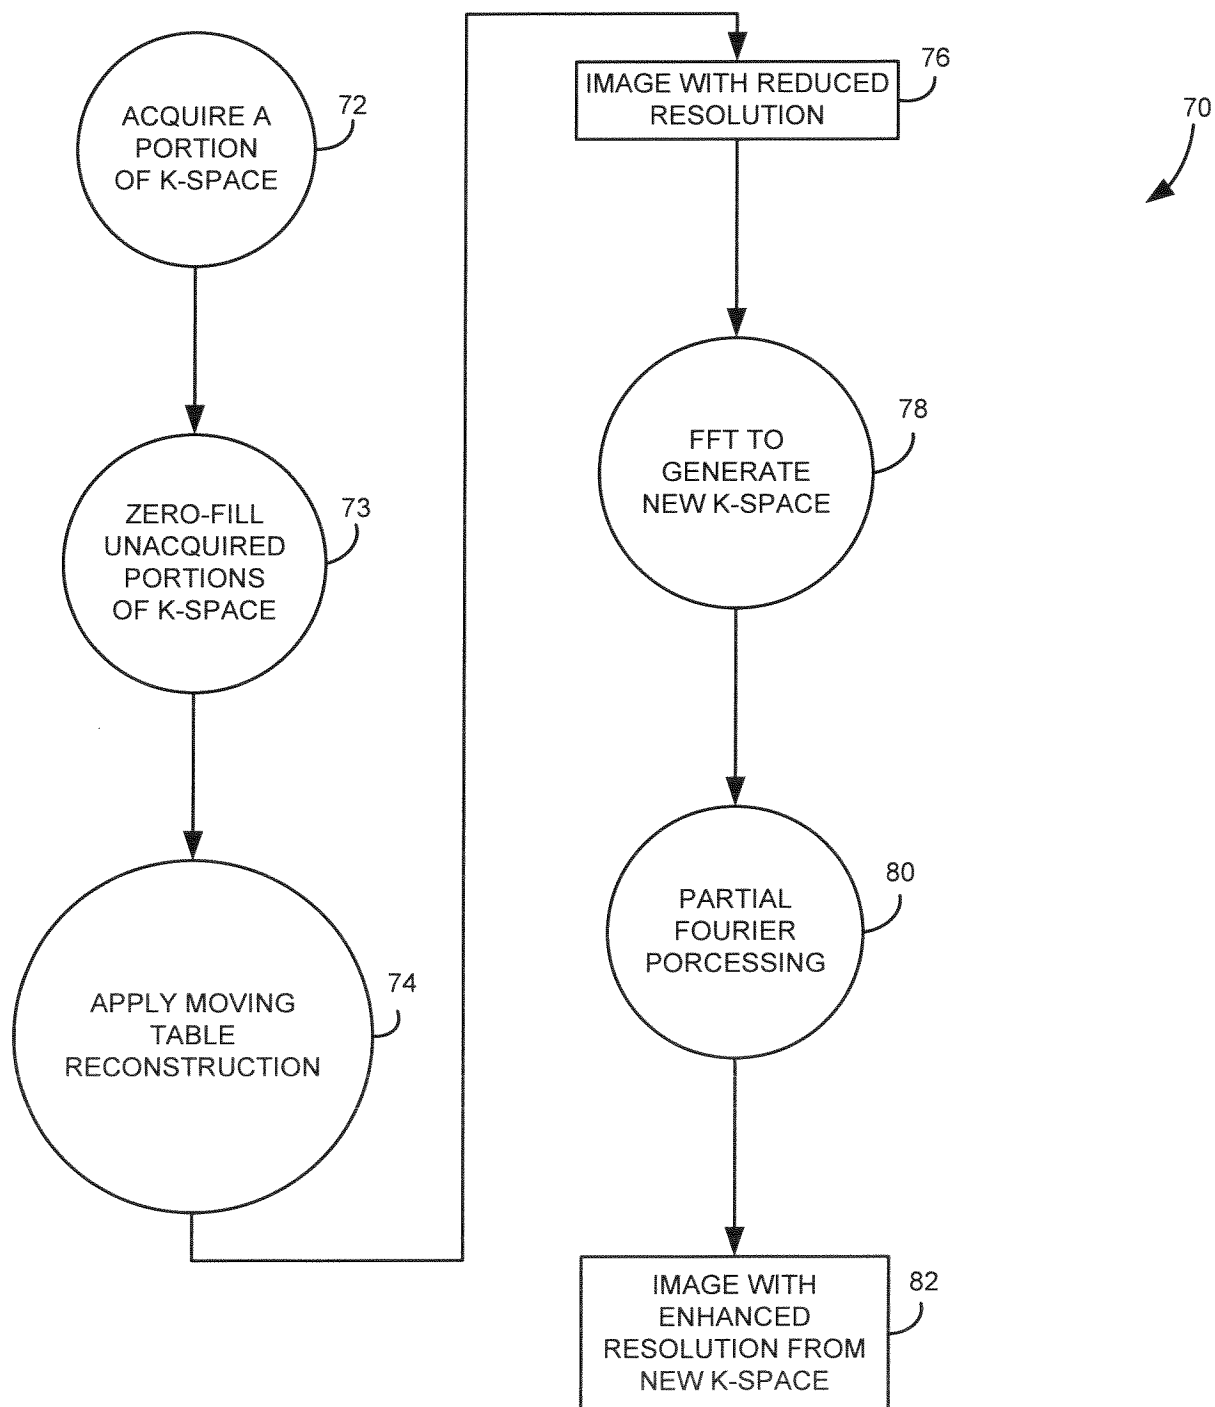 ACQUIRE A
PORTION
OF K-SPACE
72
ZERO-FILL
UNACQUIRED
PORTIONS
OF K-SPACE
73
APPLY MOVING
TABLE
RECONSTRUCTION
74
IMAGE WITH REDUCED
RESOLUTION
76
70
FFT TO
GENERATE
NEW K-SPACE
78
PARTIAL
FOURIER
PORCESSING
80
IMAGE WITH
ENHANCED
RESOLUTION FROM
NEW K-SPACE
82